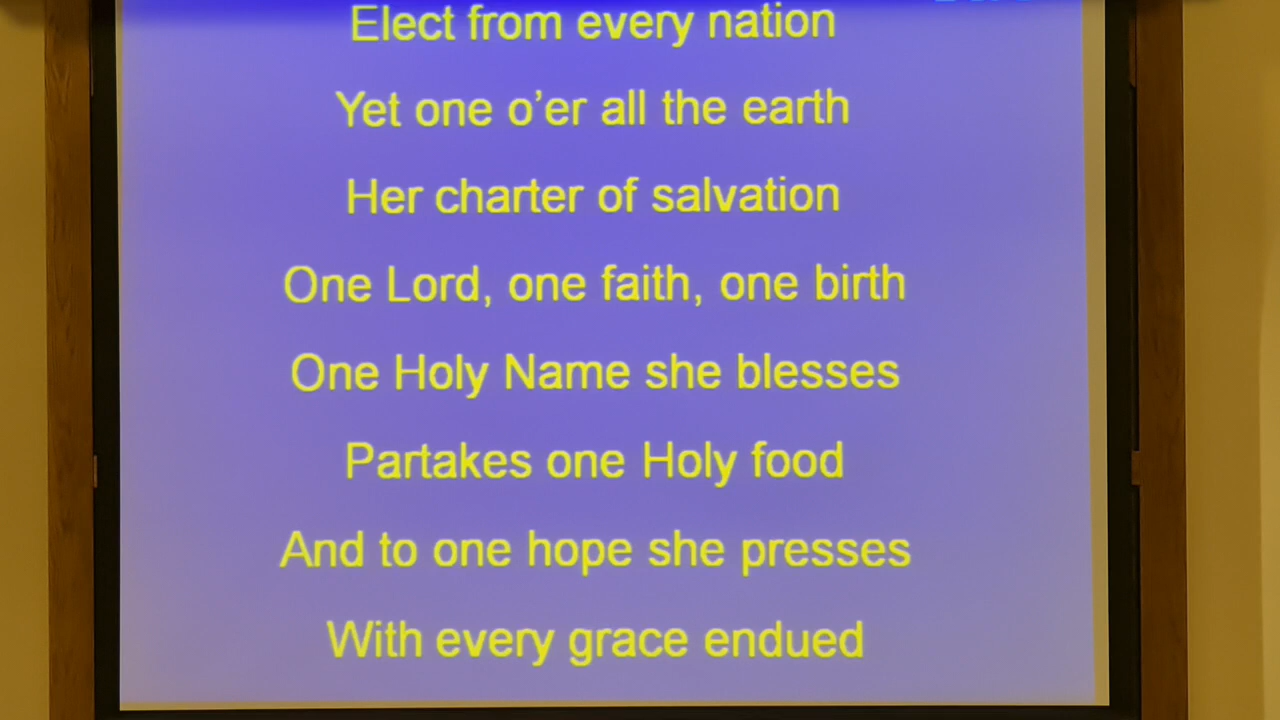 Elect from every nation
Yet one o’er all the earth
Her charter of salvation
One Lord, one faith, one birth
One Holy Name she blesses
Partakes one Holy food
And to one hope she presses
With every grace endued